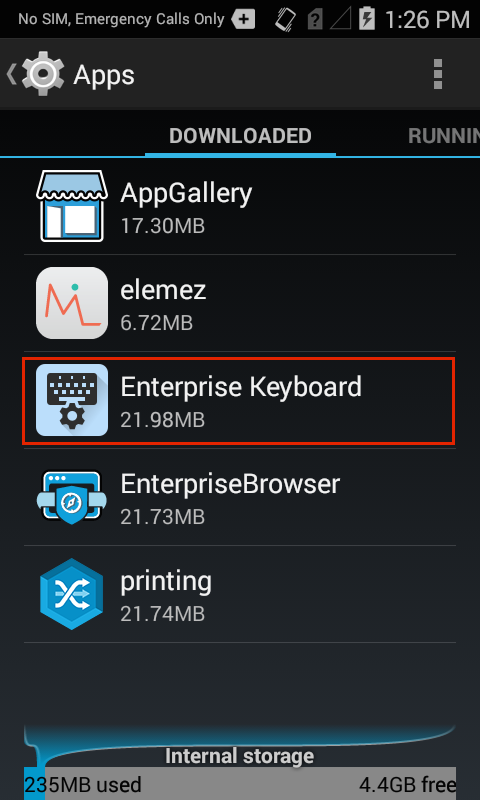 No SIM, Emergency Calls Only 1:26 PM
Apps
DOWNLOADED RUNNIN
AppGallery
17.30MB
elemez
6.72MB
Enterprise Keyboard
21.98MB
EnterpriseBrowser
21.73MB
printing
21.74MB
Internal storage
235MB used 4.4GB free